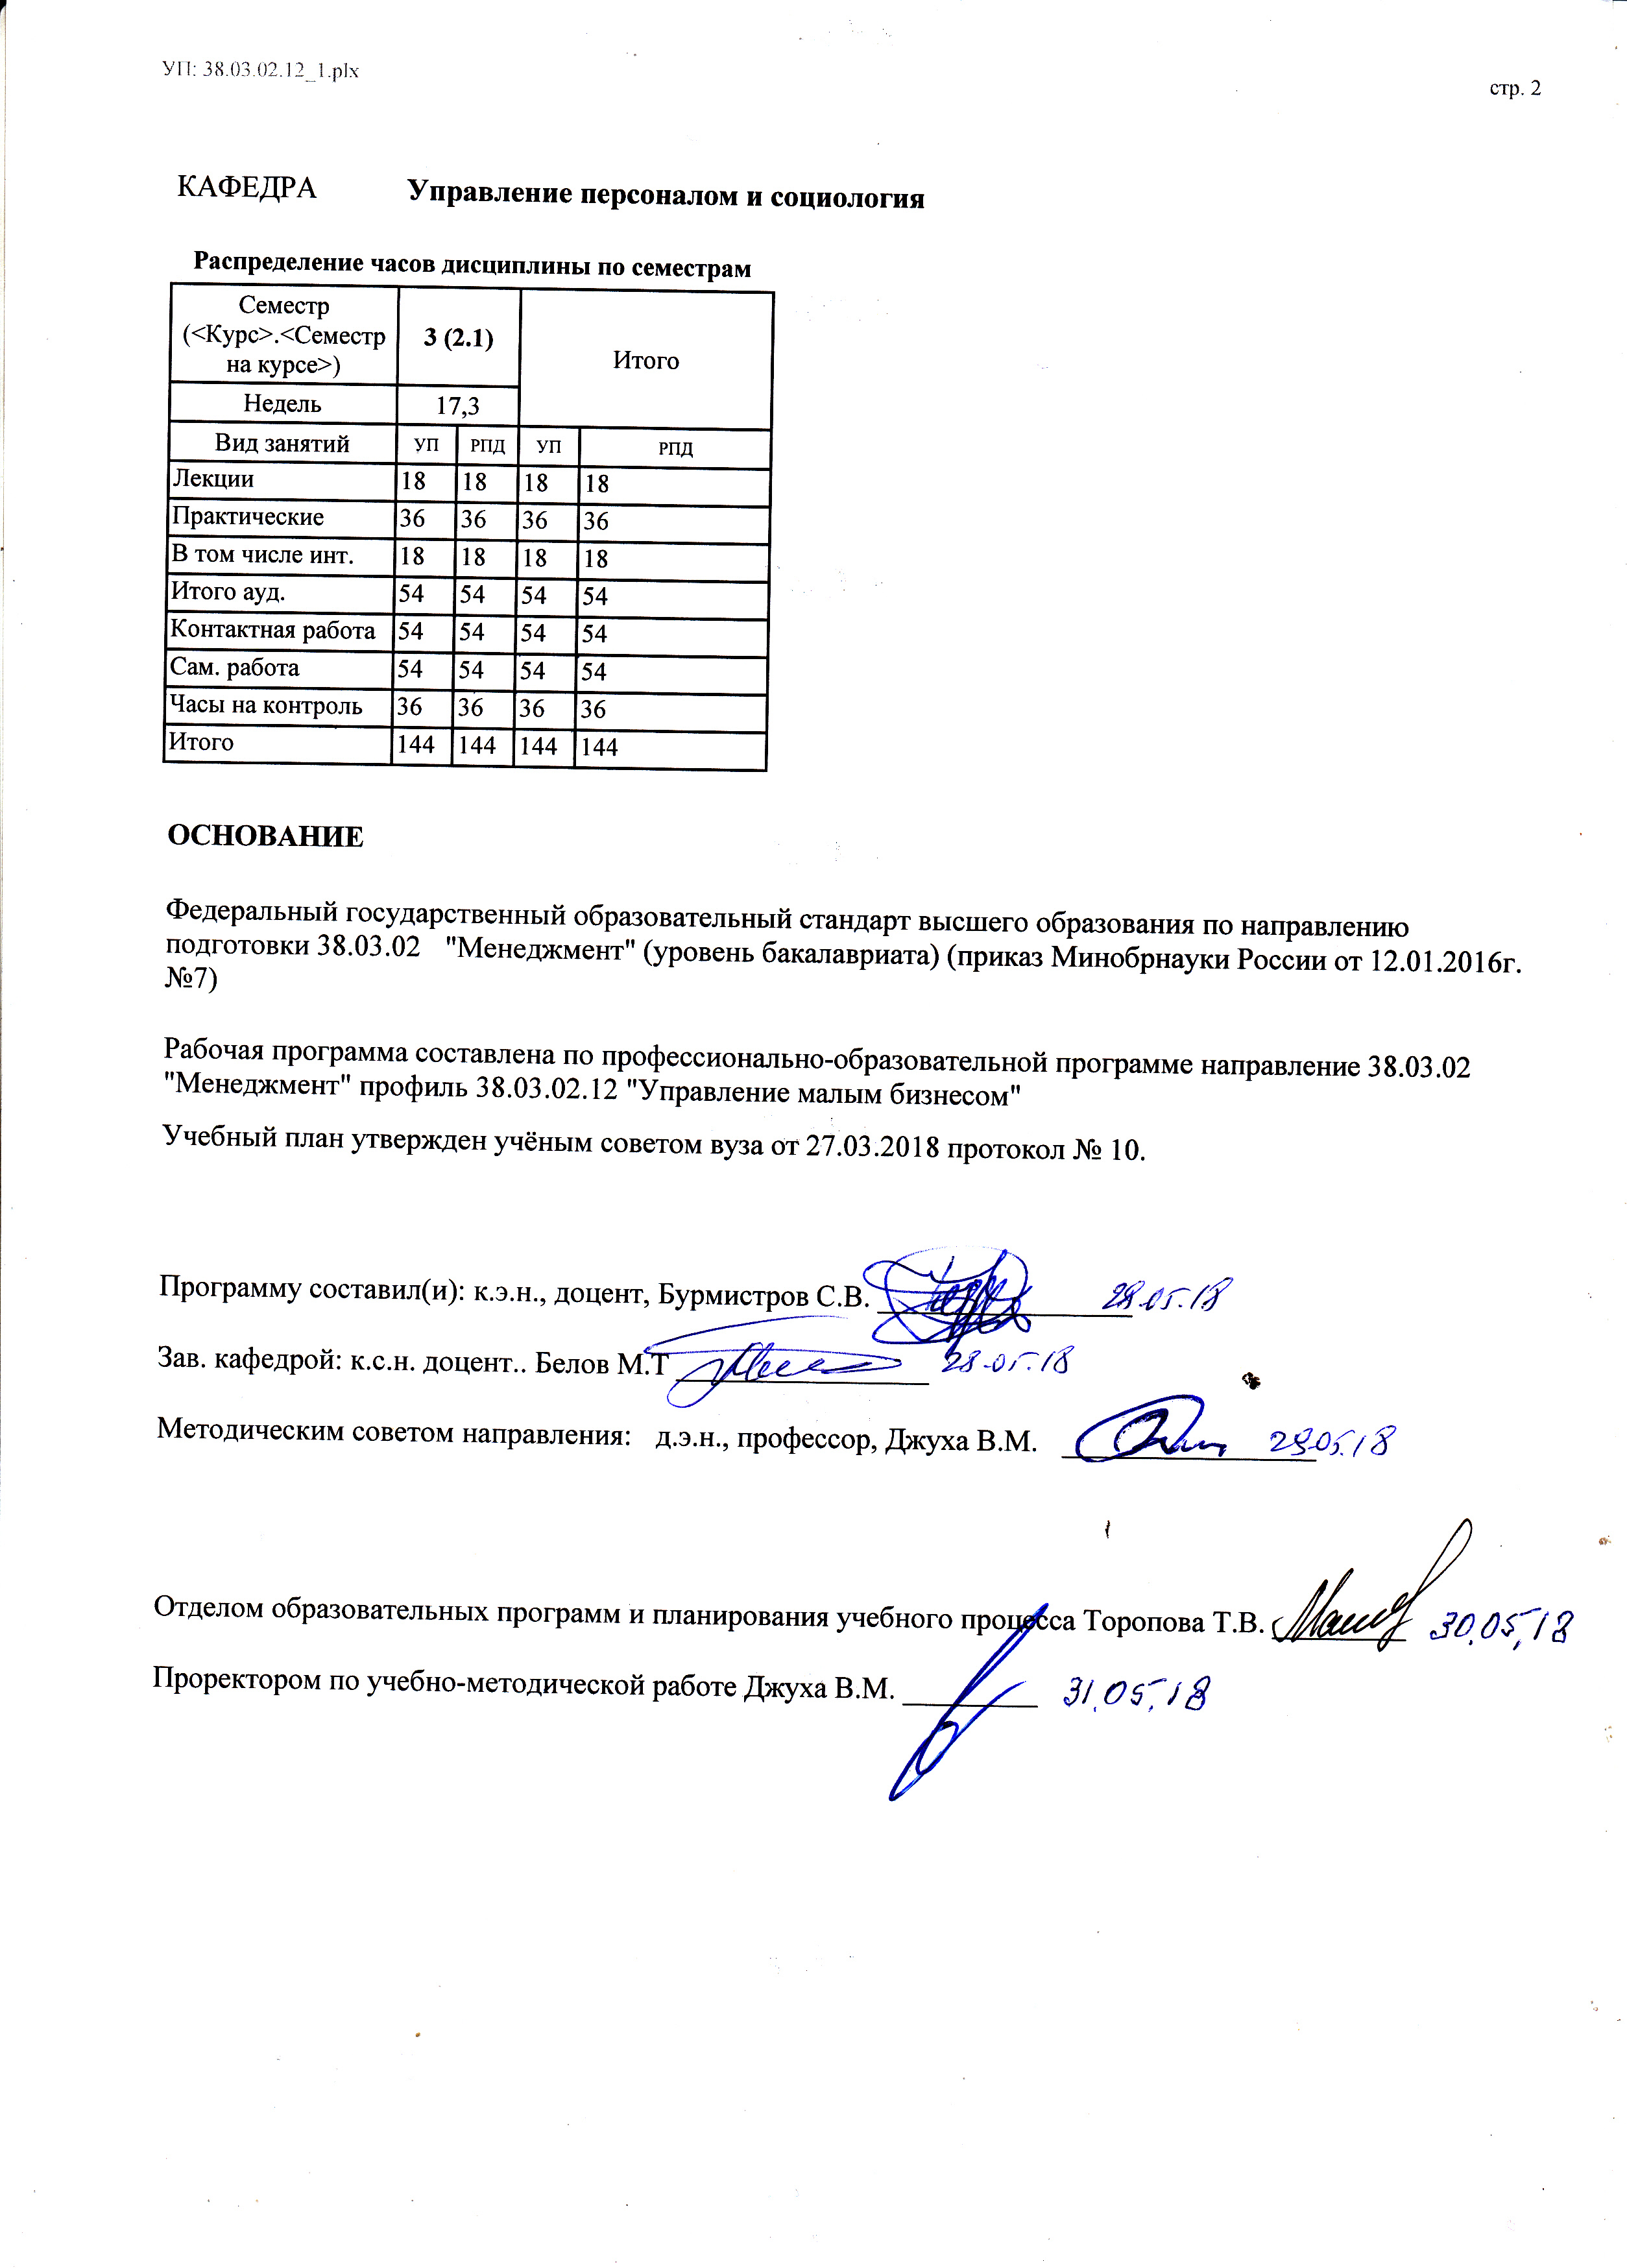 УП: 38.03.02.12_1.plx
стр. 2
КАФЕДРА Управление персоналом и социология
Распределение часов дисциплины по семестрам
Семестр (<Курс>.<Семестр на курсе>) 3 (2.1) Итого
Недель 17,3
Вид занятий УП РПД УП РПД
Лекции 18 18 18 18
Практические 36 36 36 36
В том числе инт. 18 18 18 18
Итого ауд. 54 54 54 54
Контактная работа 54 54 54 54
Сам. работа 54 54 54 54
Часы на контроль 36 36 36 36
Итого 144 144 144 144
ОСНОВАНИЕ
Федеральный государственный образовательный стандарт высшего образования по направлению
подготовки 38.03.02 "Менеджмент" (уровень бакалавриата) (приказ Минобрнауки России от 12.01.2016г.
№7)
Рабочая программа составлена по профессионально-образовательной программе направление 38.03.02
"Менеджмент" профиль 38.03.02.12 "Управление малым бизнесом"
Учебный план утвержден учёным советом вуза от 27.03.2018 протокол № 10.
Программу составил(и): к.э.н., доцент, Бурмистров С.В. 28.05.18
Зав. кафедрой: к.с.н. доцент.. Белов М.Т 28.05.18
Методическим советом направления: д.э.н., профессор, Джуха В.М. 29.05.18
Отделом образовательных программ и планирования учебного процесса Торопова Т.В. 30.05.18
Проректором по учебно-методической работе Джуха В.М. 31.05.18